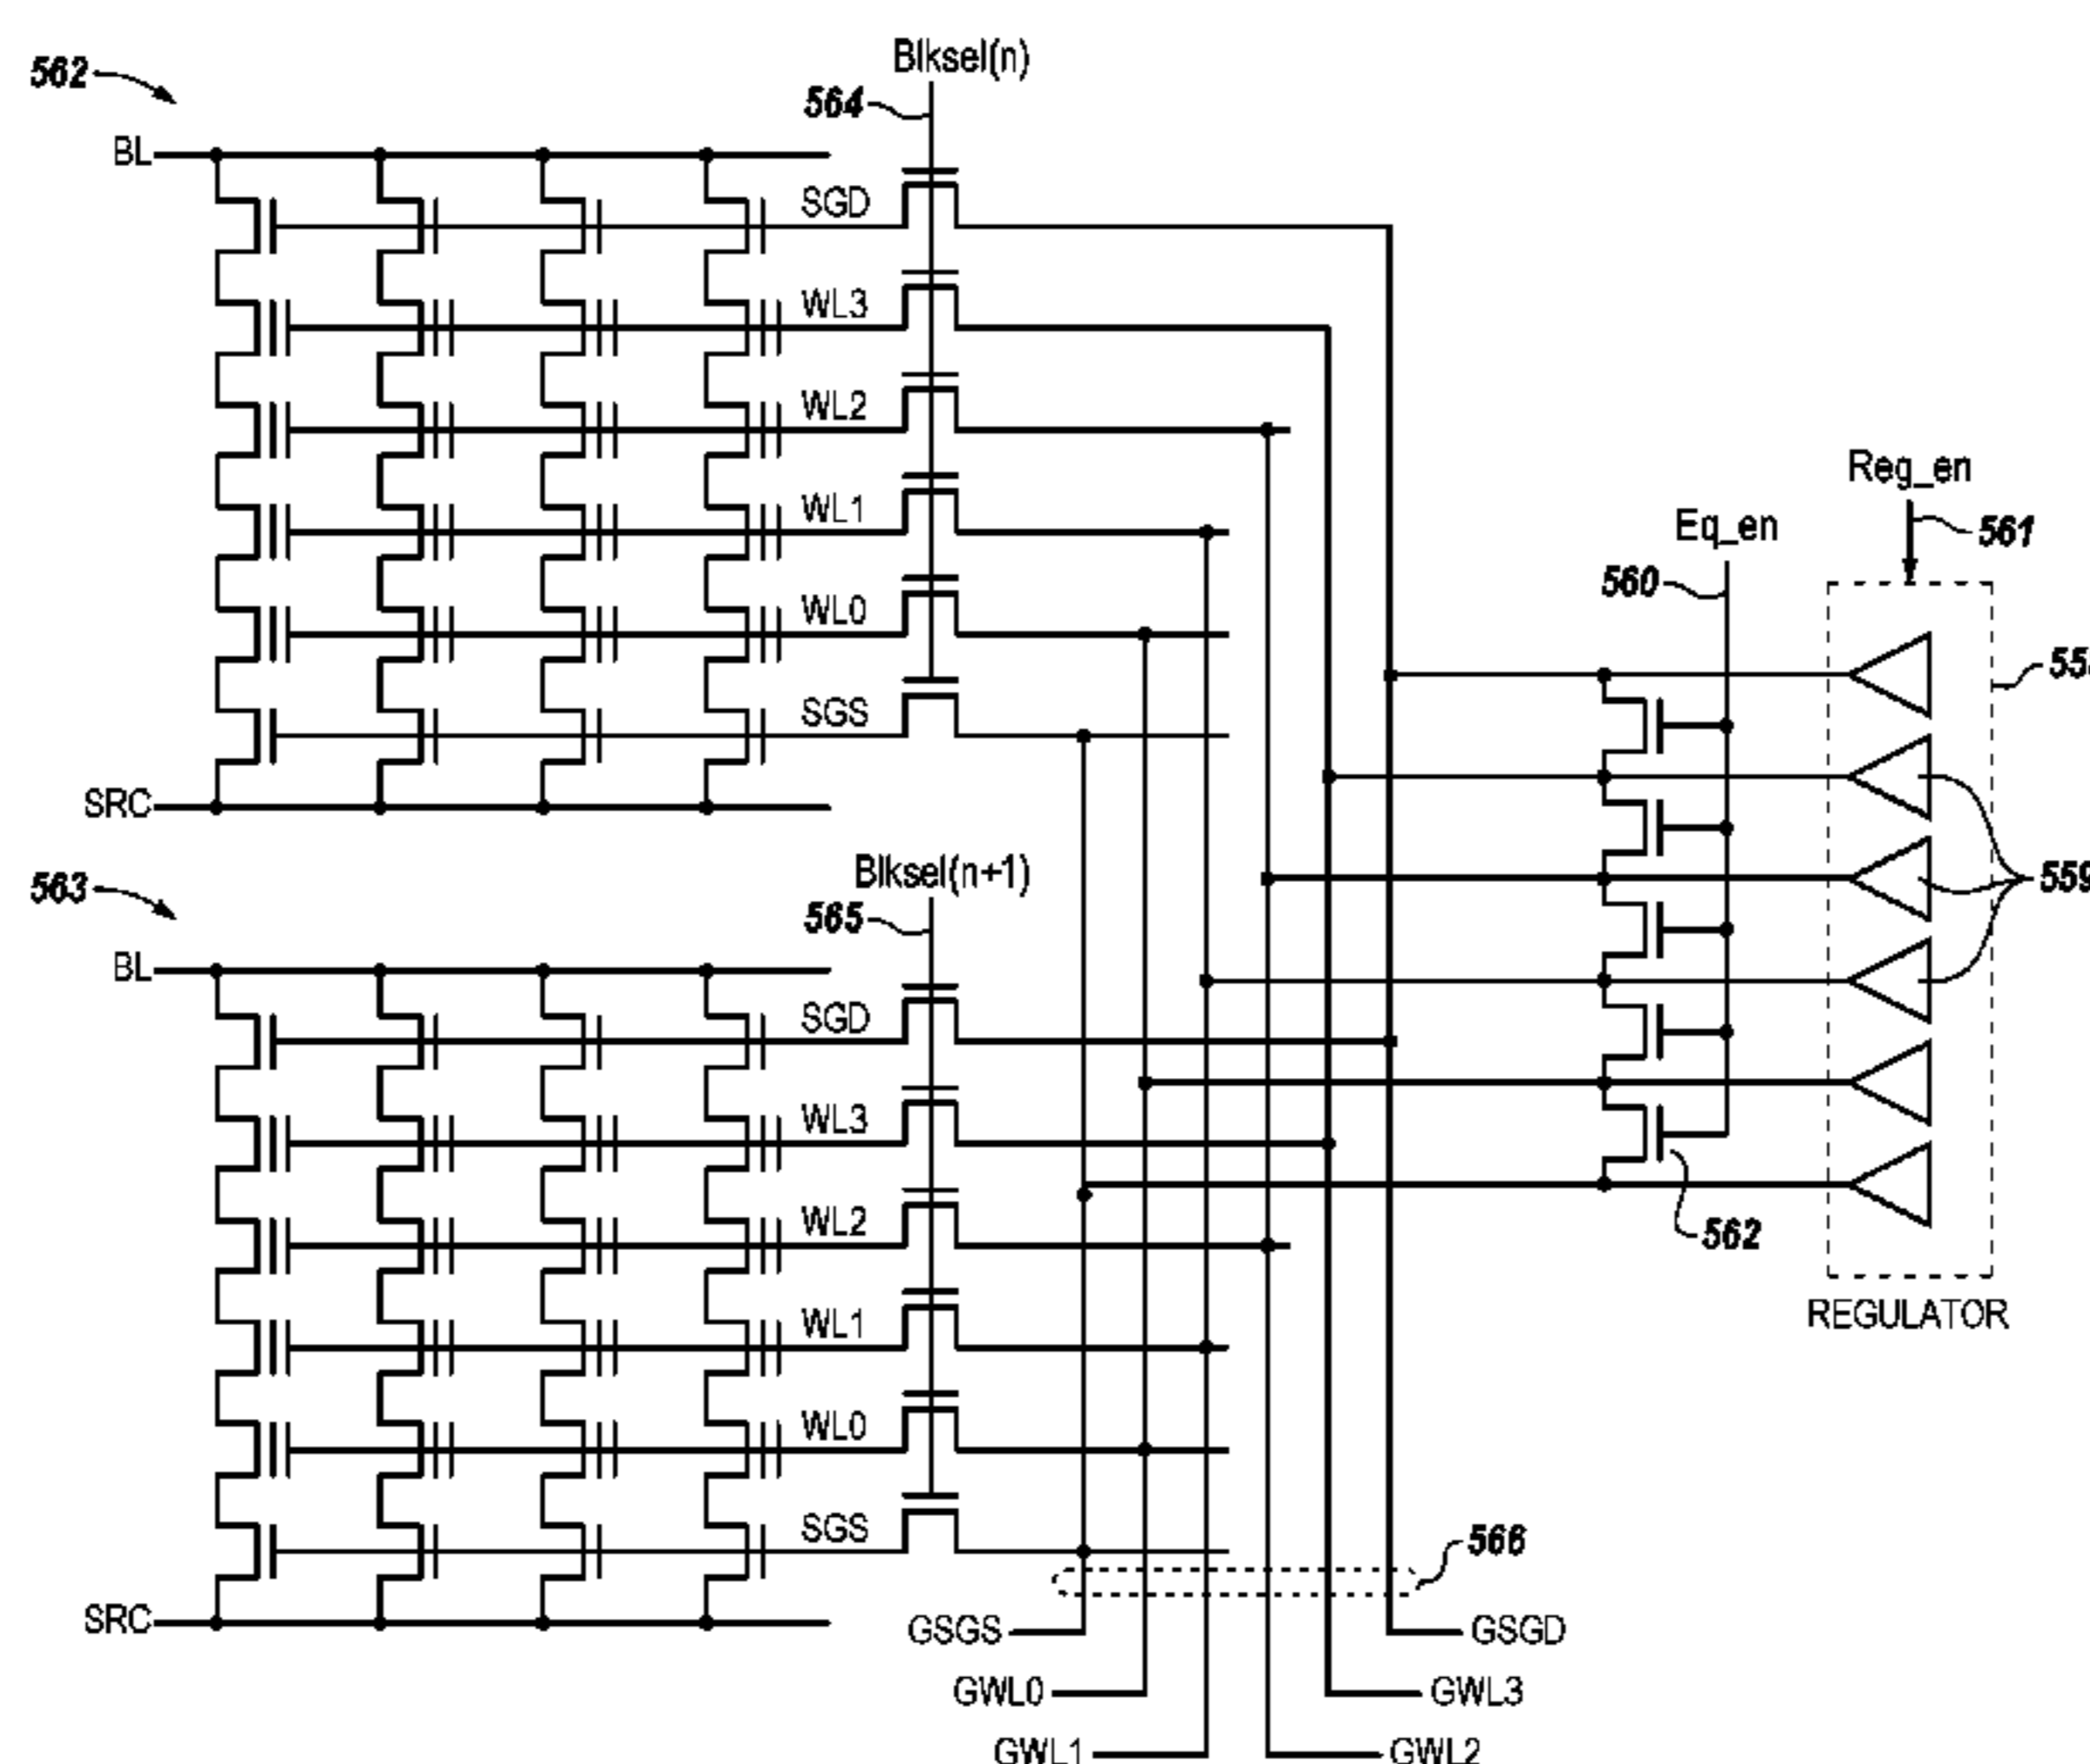 562
Blksel(n)
564
BL
SGD
WL3
WL2
WL1
WL0
SGS
SRC
Reg_en
561
Eq_en
560
559
REGULATOR
562
563
Blksel(n+1)
565
BL
SGD
WL3
WL2
WL1
WL0
SGS
SRC
566
GSGS
GSGD
GWL0
GWL3
GWL1
GWL2